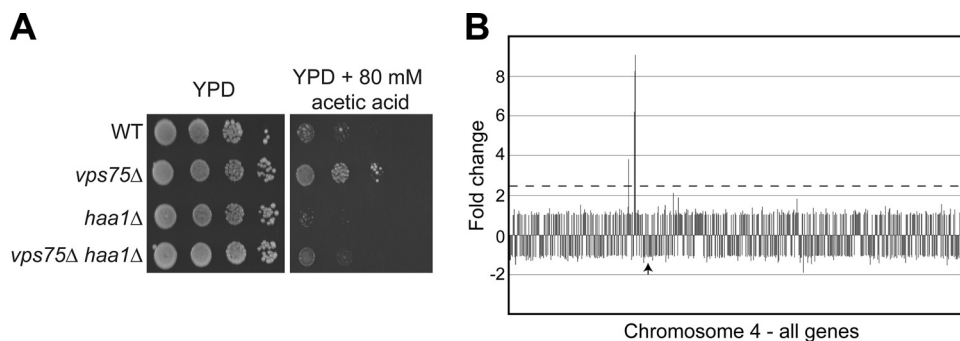 A
YPD
YPD + 80 mM
acetic acid
WT
vps75Δ
haa1Δ
vps75Δ haa1Δ
B
Fold change
8
6
4
2
0
-2
Chromosome 4 - all genes